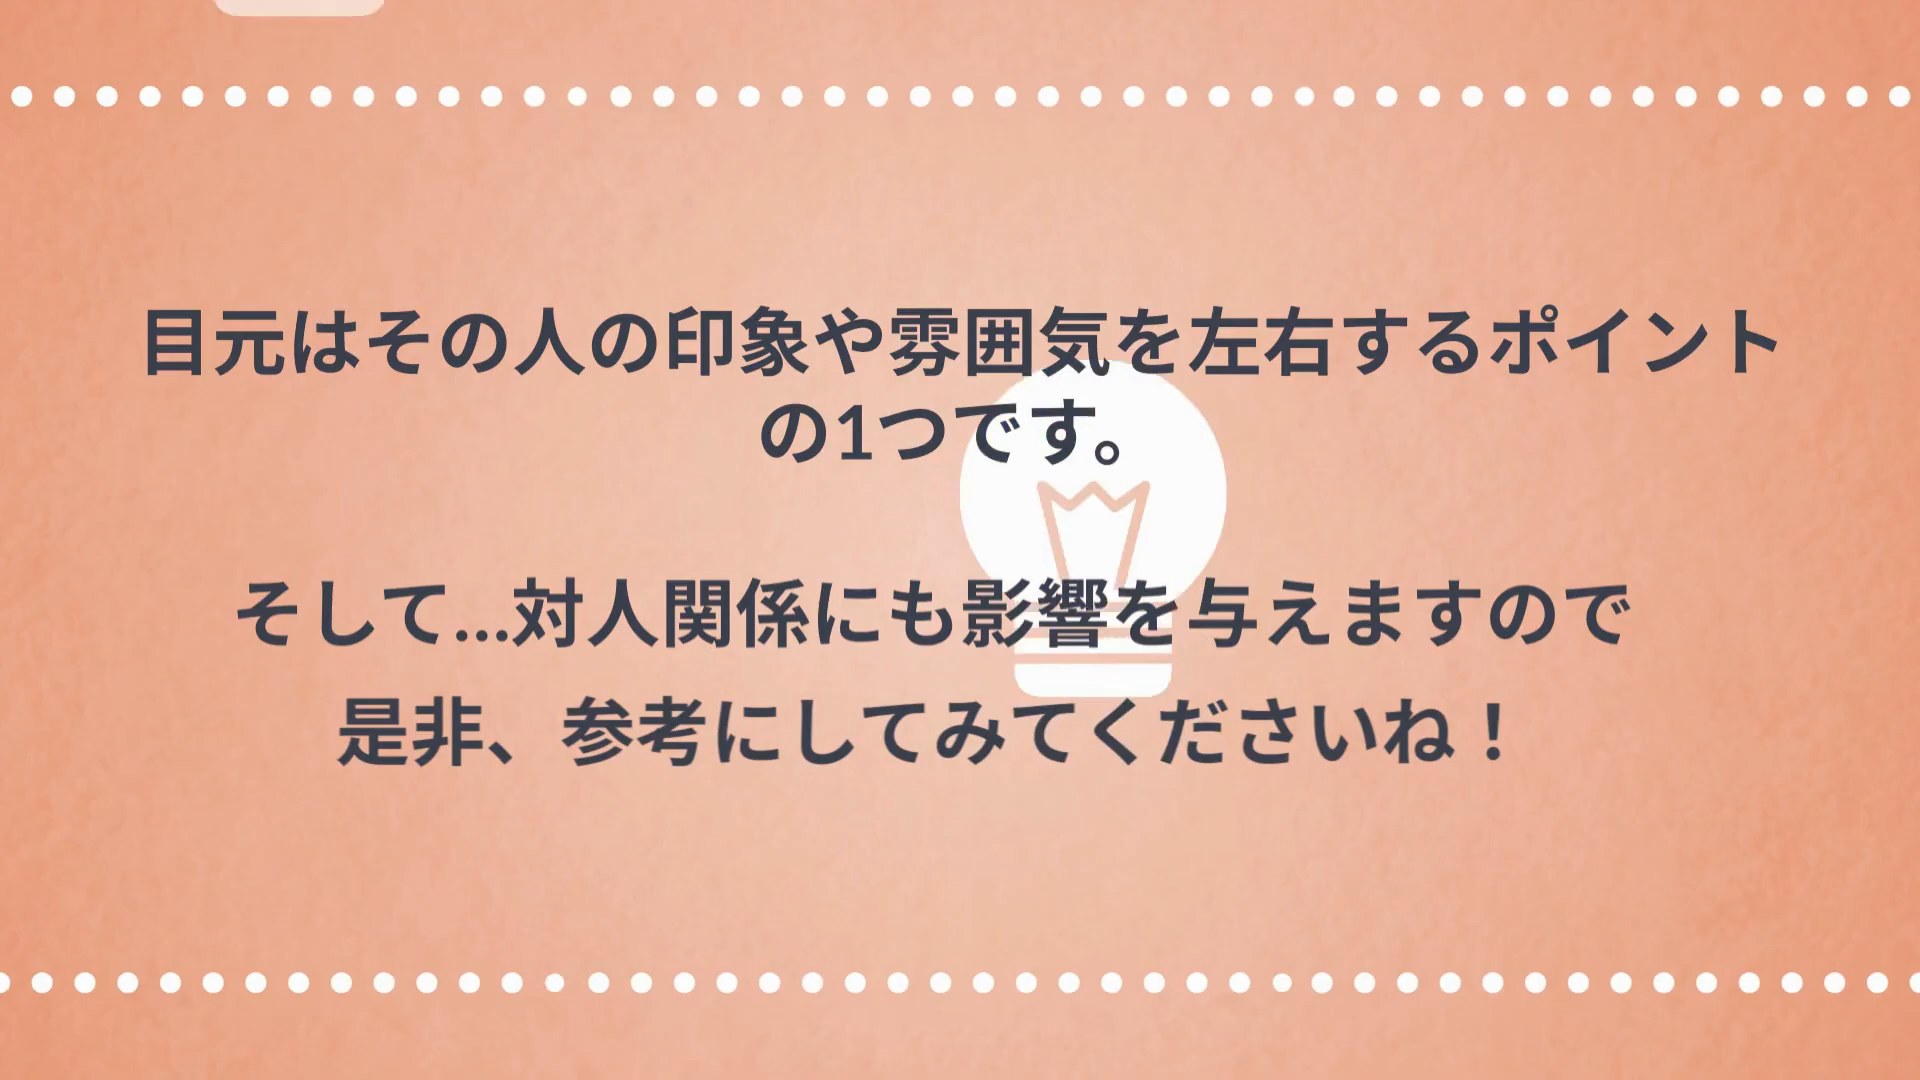 目元はその人の印象や雰囲気を左右するポイント
の1つです。
そして...対人関係にも影響を与えますので
是非、参考にしてみてくださいね！